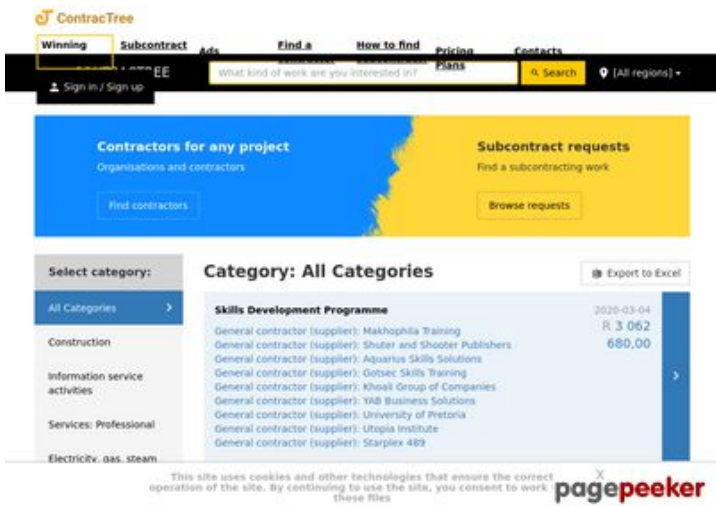 ContracTree
Winning
Subcontract
Ads
Find a
How to find
Pricing
Plans
Contacts
What kind of work are you interested in?
Search
[All regions]
Sign in / Sign up
Contractors for any project
Organisations and contractors
Find contractors
Subcontract requests
Find a subcontracting work
Browse requests
Select category:
All Categories
Construction
Information service
activities
Services: Professional
Electricity, gas, steam
Category: All Categories
Export to Excel
Skills Development Programme
2020-03-04
R 3 062
680,00
General contractor (supplier): Makhophila Training
General contractor (supplier): Shuter and Shooter Publishers
General contractor (supplier): Aquarius Skills Solutions
General contractor (supplier): Gotsec Skills Training
General contractor (supplier): Khoali Group of Companies
General contractor (supplier): YAB Business Solutions
General contractor (supplier): University of Pretoria
General contractor (supplier): Utopia Institute
General contractor (supplier): Starplex 489
This site uses cookies and other technologies that ensure the correct
operation of the site. By continuing to use the site, you consent to work
these files
X
pagepeeker